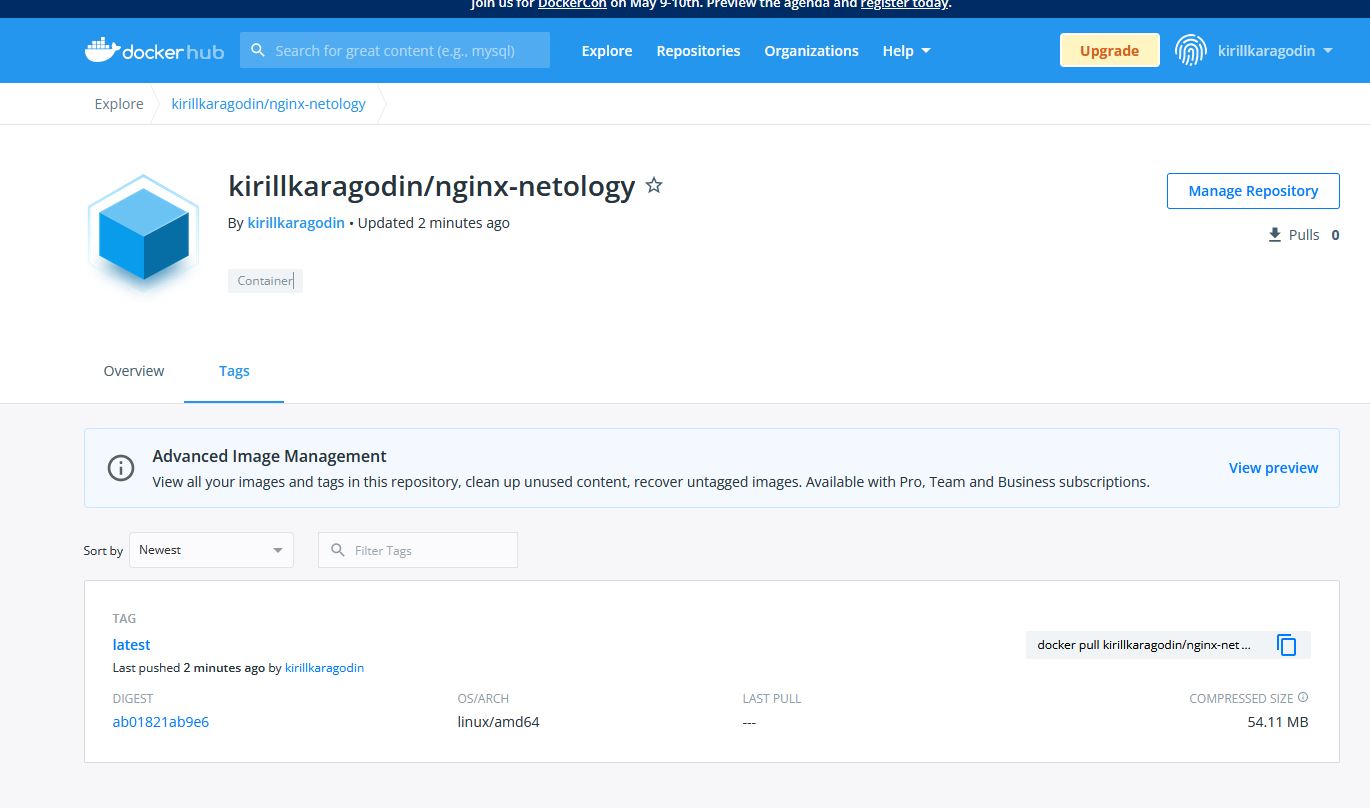 Join us for DockerCon on May 9-10th. Preview the agenda and register today.
docker hub
Search for great content (e.g., mysql)
Explore
Repositories
Organizations
Help
Upgrade
kirillkaragodin
Explore
kirillkaragodin/nginx-netology
kirillkaragodin/nginx-netology
Manage Repository
By kirillkaragodin • Updated 2 minutes ago
Pulls 0
Container
Overview
Tags
Advanced Image Management
View all your images and tags in this repository, clean up unused content, recover untagged images. Available with Pro, Team and Business subscriptions.
View preview
Sort by
Newest
Filter Tags
TAG
latest
docker pull kirillkaragodin/nginx-net ...
Last pushed 2 minutes ago by kirillkaragodin
DIGEST
OS/ARCH
LAST PULL
COMPRESSED SIZE
ab01821ab9e6
linux/amd64
---
54.11 MB